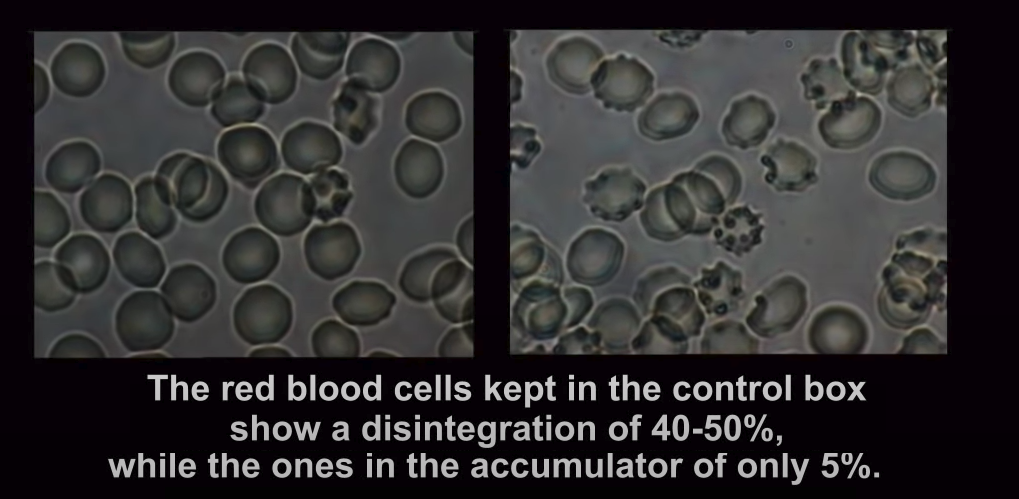 The red blood cells kept in the control box
show a disintegration of 40-50%,
while the ones in the accumulator of only 5%.